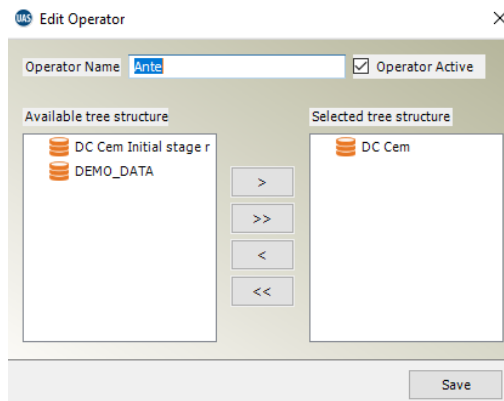 UAS Edit Operator
Operator Name Ante Operator Active
Available tree structure Selected tree structure
DC Cem Initial stage r DC Cem
DEMO_DATA
>
>>
<
<<
Save